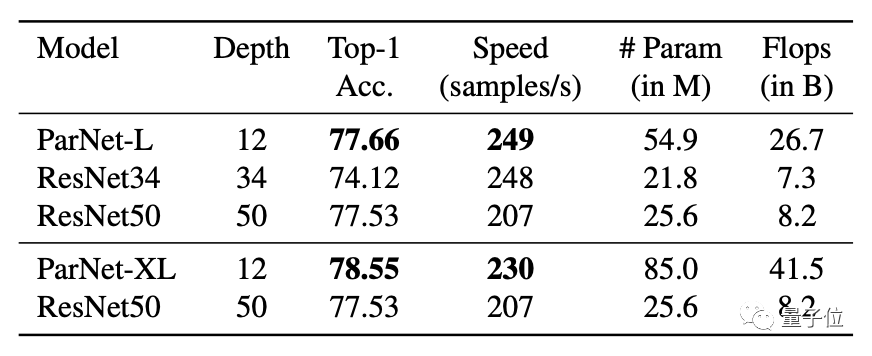 Model Depth Top-1 Acc. Speed (samples/s) # Param (in M) Flops (in B)
ParNet-L 12 77.66 249 54.9 26.7
ResNet34 34 74.12 248 21.8 7.3
ResNet50 50 77.53 207 25.6 8.2
ParNet-XL 12 78.55 230 85.0 41.5
ResNet50 50 77.53 207 25.6 8.2
量子位